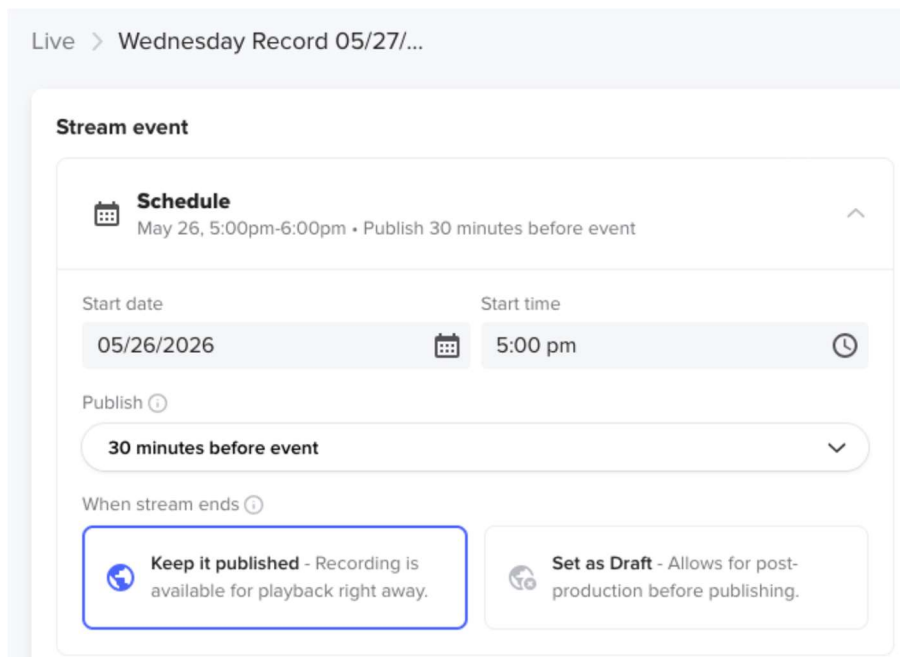 Live > Wednesday Record 05/27/...
Stream event
Schedule
May 26, 5:00pm-6:00pm • Publish 30 minutes before event
Start date
Start time
05/26/2026
5:00 pm
Publish
30 minutes before event
When stream ends
Keep it published - Recording is
available for playback right away.
Set as Draft - Allows for post-
production before publishing.